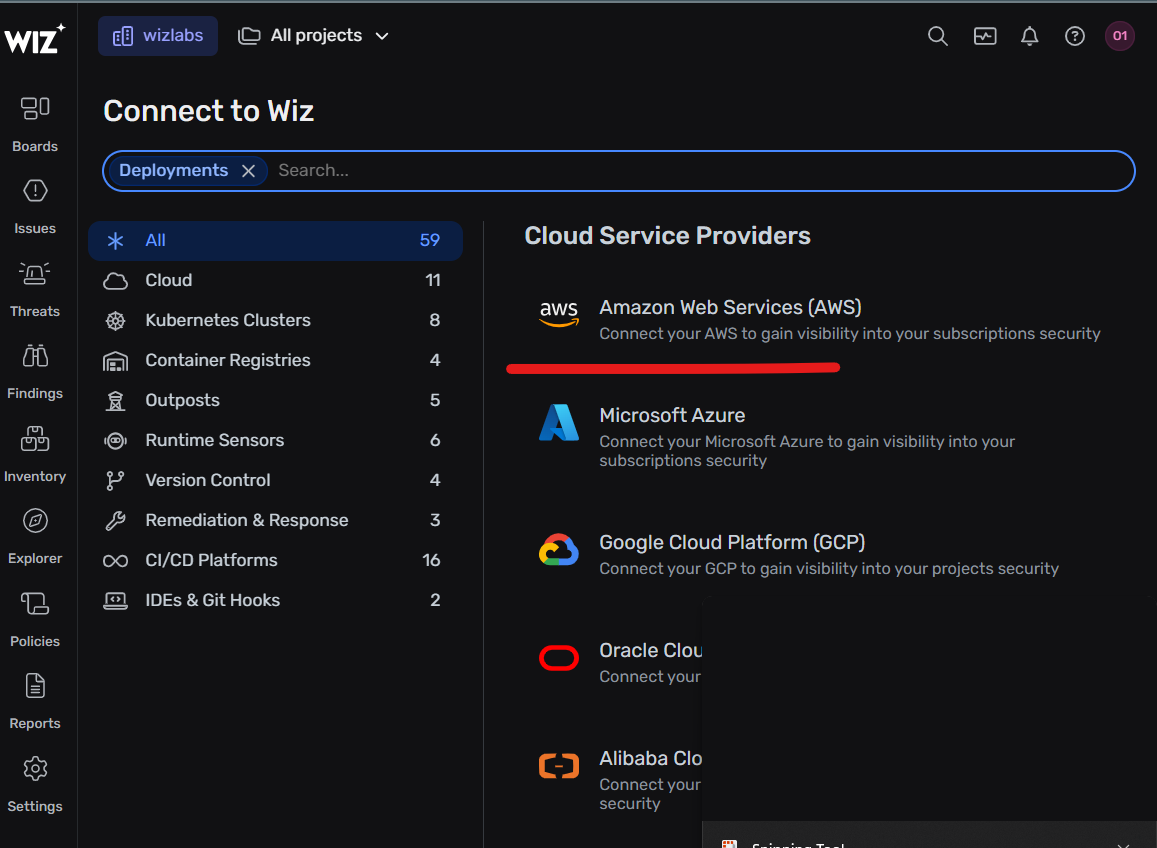 WIZ
wizlabs
All projects
01
Connect to Wiz
Deployments
Search...
Boards
Issues
Threats
Findings
Inventory
Explorer
Policies
Reports
Settings
All 59
Cloud 11
Kubernetes Clusters 8
Container Registries 4
Outposts 5
Runtime Sensors 6
Version Control 4
Remediation & Response 3
CI/CD Platforms 16
IDEs & Git Hooks 2
Cloud Service Providers
aws
Amazon Web Services (AWS)
Connect your AWS to gain visibility into your subscriptions security
Microsoft Azure
Connect your Microsoft Azure to gain visibility into your
subscriptions security
Google Cloud Platform (GCP)
Connect your GCP to gain visibility into your projects security
Oracle Clou
Connect your
Alibaba Clo
Connect your
security
Snipping Tool